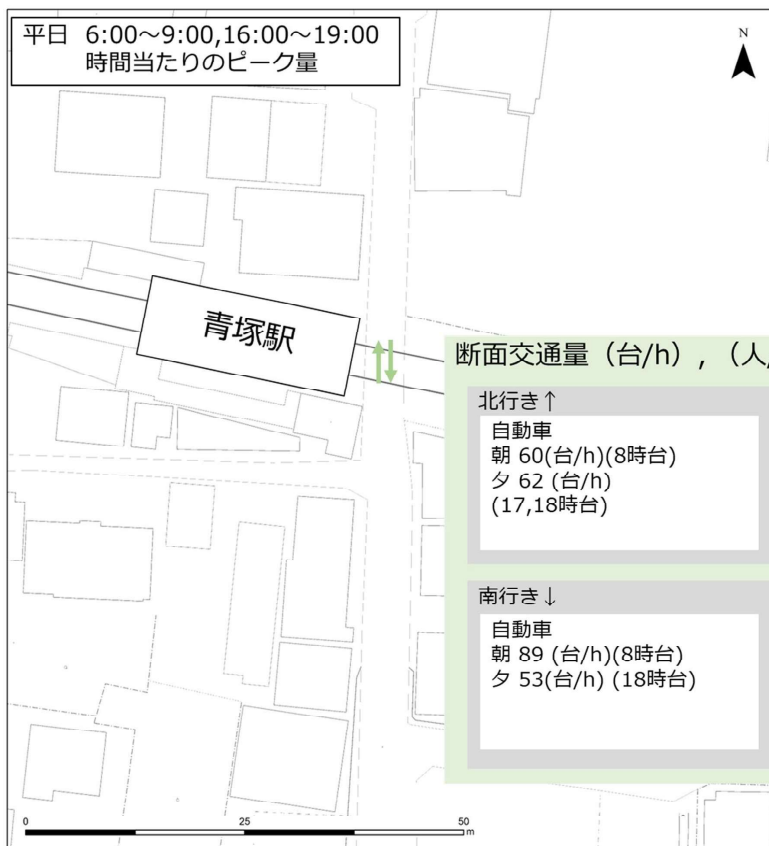 平日 6:00～9:00,16:00～19:00
時間当たりのピーク量
N
青塚駅
断面交通量（台/h）,（人/
北行き↑
自動車
朝 60(台/h)(8時台)
夕 62 (台/h)
(17,18時台)
南行き↓
自動車
朝 89 (台/h)(8時台)
夕 53(台/h) (18時台)
0 25 50
m